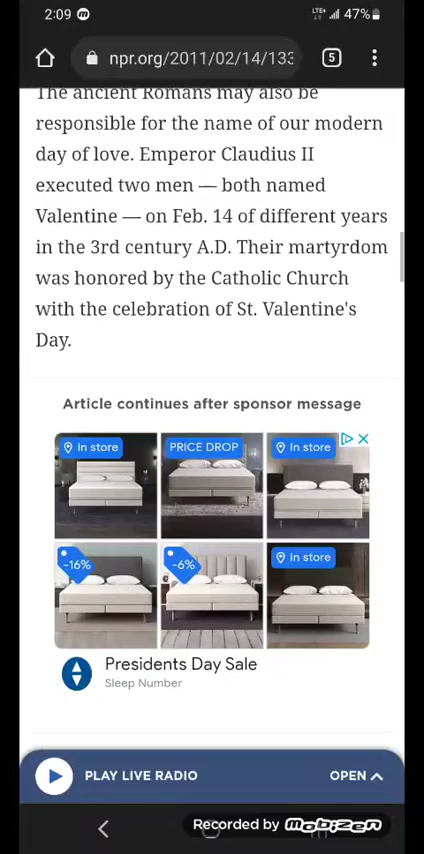 2:09
LTE+
47%
npr.org/2011/02/14/133
5
The ancient Romans may also be
responsible for the name of our modern
day of love. Emperor Claudius II
executed two men — both named
Valentine — on Feb. 14 of different years
in the 3rd century A.D. Their martyrdom
was honored by the Catholic Church
with the celebration of St. Valentine's
Day.
Article continues after sponsor message
In store
PRICE DROP
In store
-16%
-6%
In store
Presidents Day Sale
Sleep Number
PLAY LIVE RADIO
OPEN
Recorded by mobizen